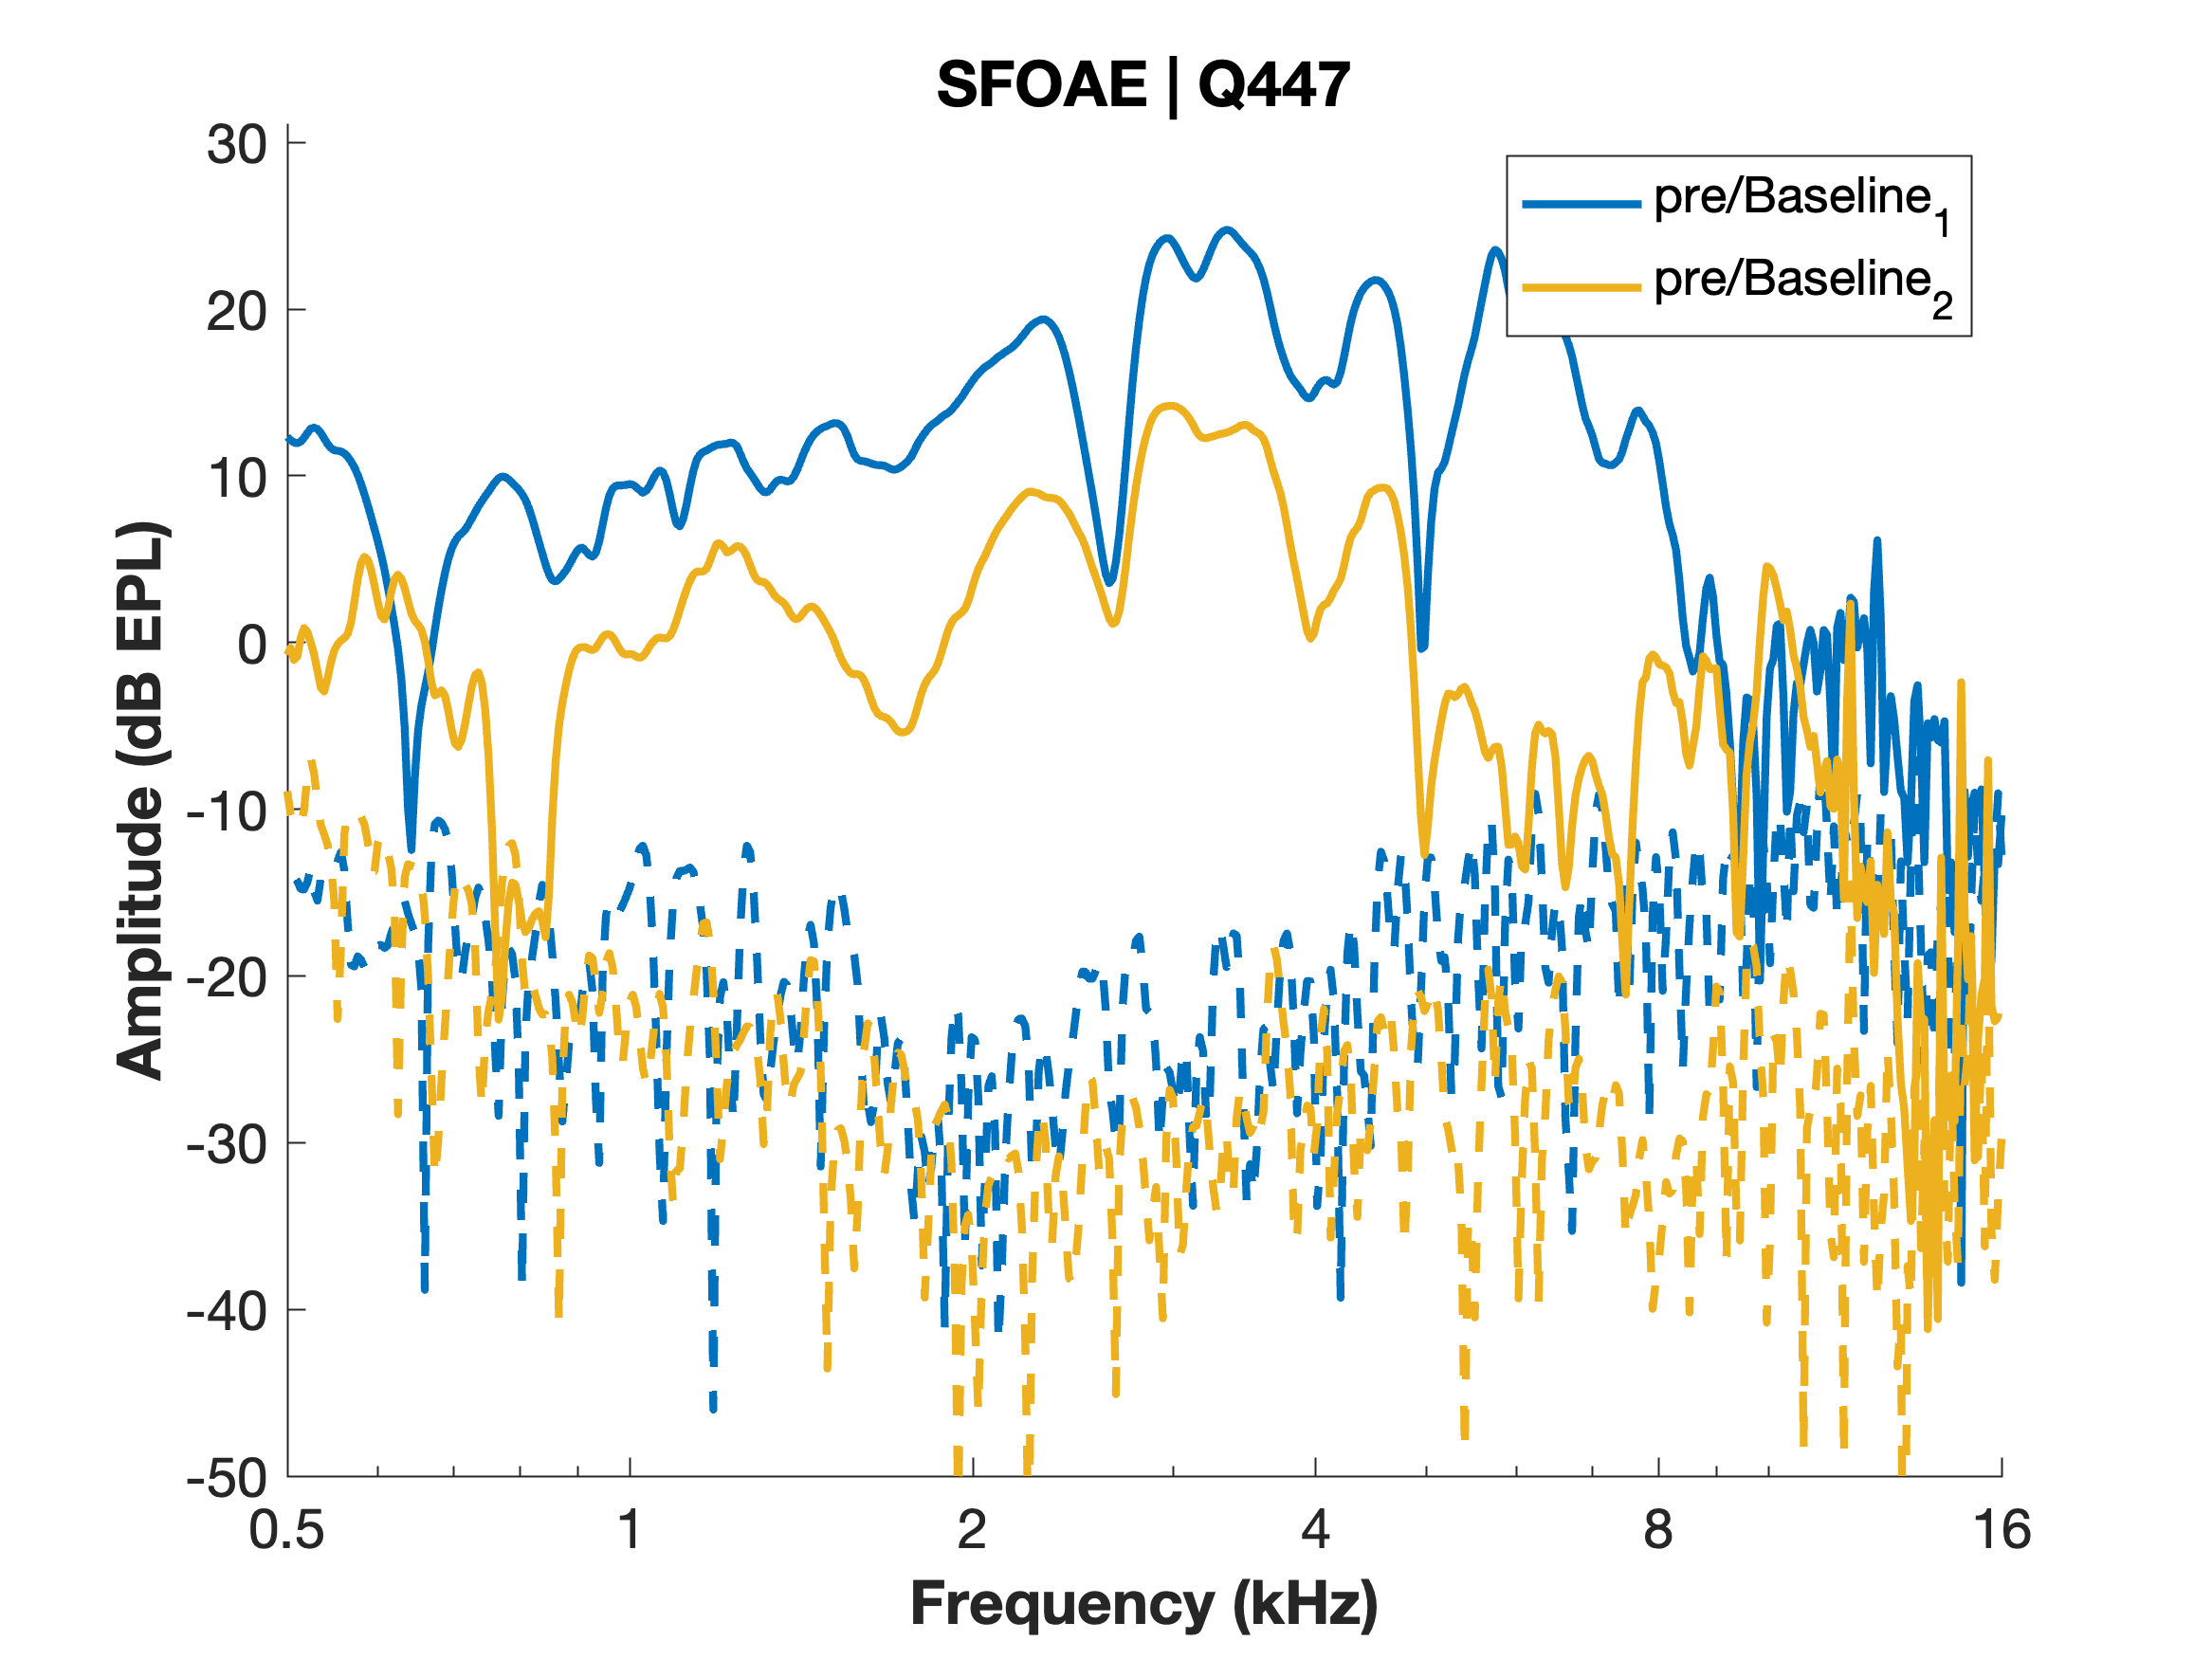 SFOAE | Q447
pre/Baseline1
pre/Baseline2
Amplitude (dB EPL)
30
20
10
0
-10
-20
-30
-40
-50
0.5 1 2 4 8 16
Frequency (kHz)